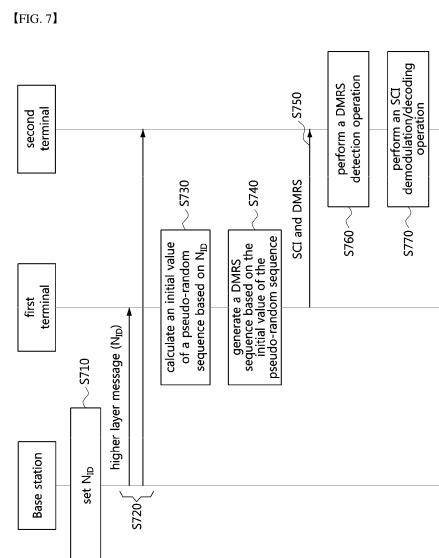 【FIG. 7】
Base station
first
terminal
second
terminal
set N_ID
S710
higher layer message (N_ID)
S720
calculate an initial value
of a pseudo-random
sequence based on N_ID
S730
generate a DMRS
sequence based on the
initial value of the
pseudo-random sequence
S740
SCI and DMRS
S750
perform a DMRS
detection operation
S760
perform an SCI
demodulation/decoding
operation
S770